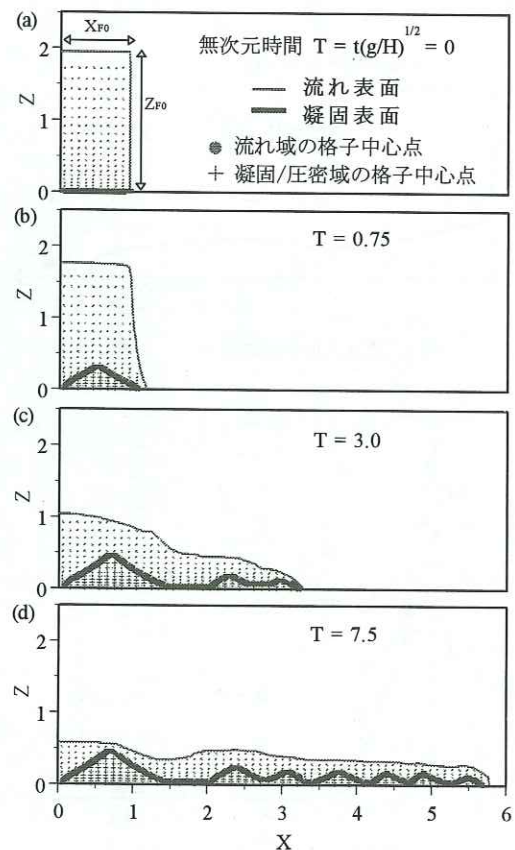 (a)
X_F0
Z_F0
無次元時間 T = t(g/H)^1/2 = 0
流れ表面
凝固表面
流れ域の格子中心点
凝固/圧密域の格子中心点
Z
2
1
0
(b)
T = 0.75
Z
2
1
0
(c)
T = 3.0
Z
2
1
0
(d)
T = 7.5
Z
2
1
0
0 1 2 3 4 5 6
X